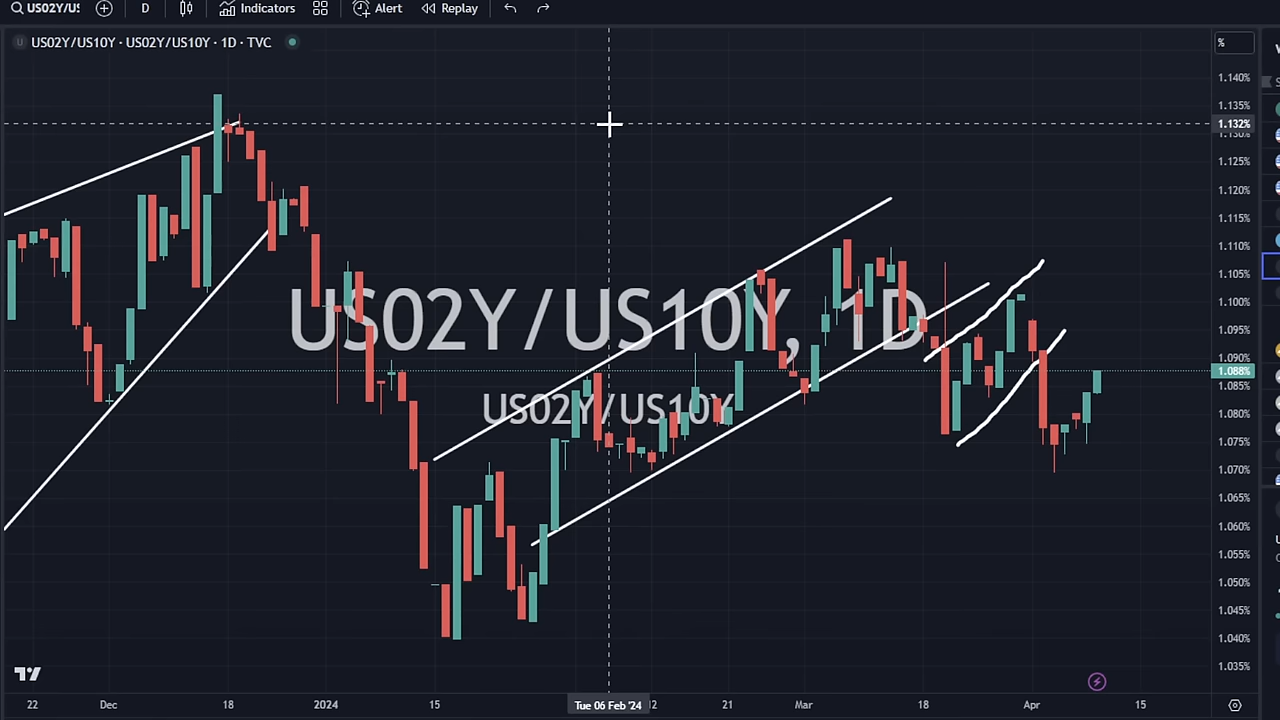 US02Y/US
D
Indicators
Alert
Replay
US02Y/US10Y · US02Y/US10Y · 1D · TVC
%
1.140%
1.135%
1.132%
1.130%
1.125%
1.120%
1.115%
1.110%
1.105%
1.100%
1.095%
1.090%
1.088%
1.085%
1.080%
1.075%
1.070%
1.065%
1.060%
1.055%
1.050%
1.045%
1.040%
1.035%
US02Y/US10Y, 1D
US02Y/US10Y
22
Dec
18
2024
15
Tue 06 Feb '24
21
Mar
18
Apr
15